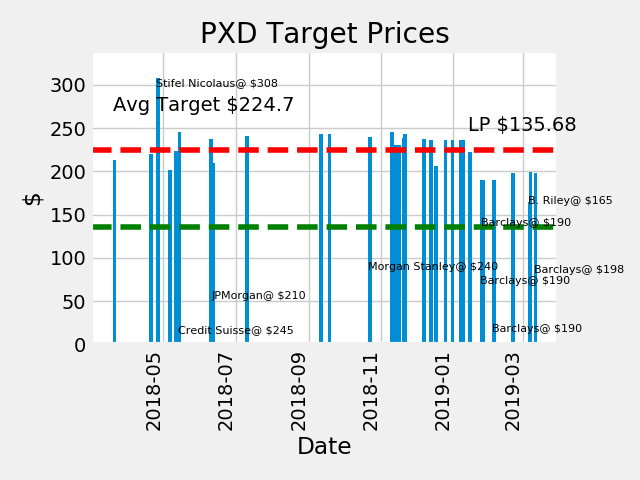 PXD Target Prices
Stifel Nicolaus@ $308
Avg Target $224.7
LP $135.68
B. Riley@ $165
Barclays@ $190
Morgan Stanley@ $240
Barclays@ $198
Barclays@ $190
JPMorgan@ $210
Credit Suisse@ $245
Barclays@ $190
$
300
250
200
150
100
50
0
2018-05
2018-07
2018-09
2018-11
2019-01
2019-03
Date